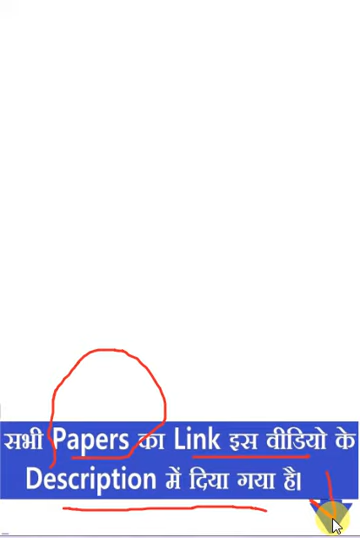 सभी Papers का Link इस वीडियो के
Description में दिया गया है।